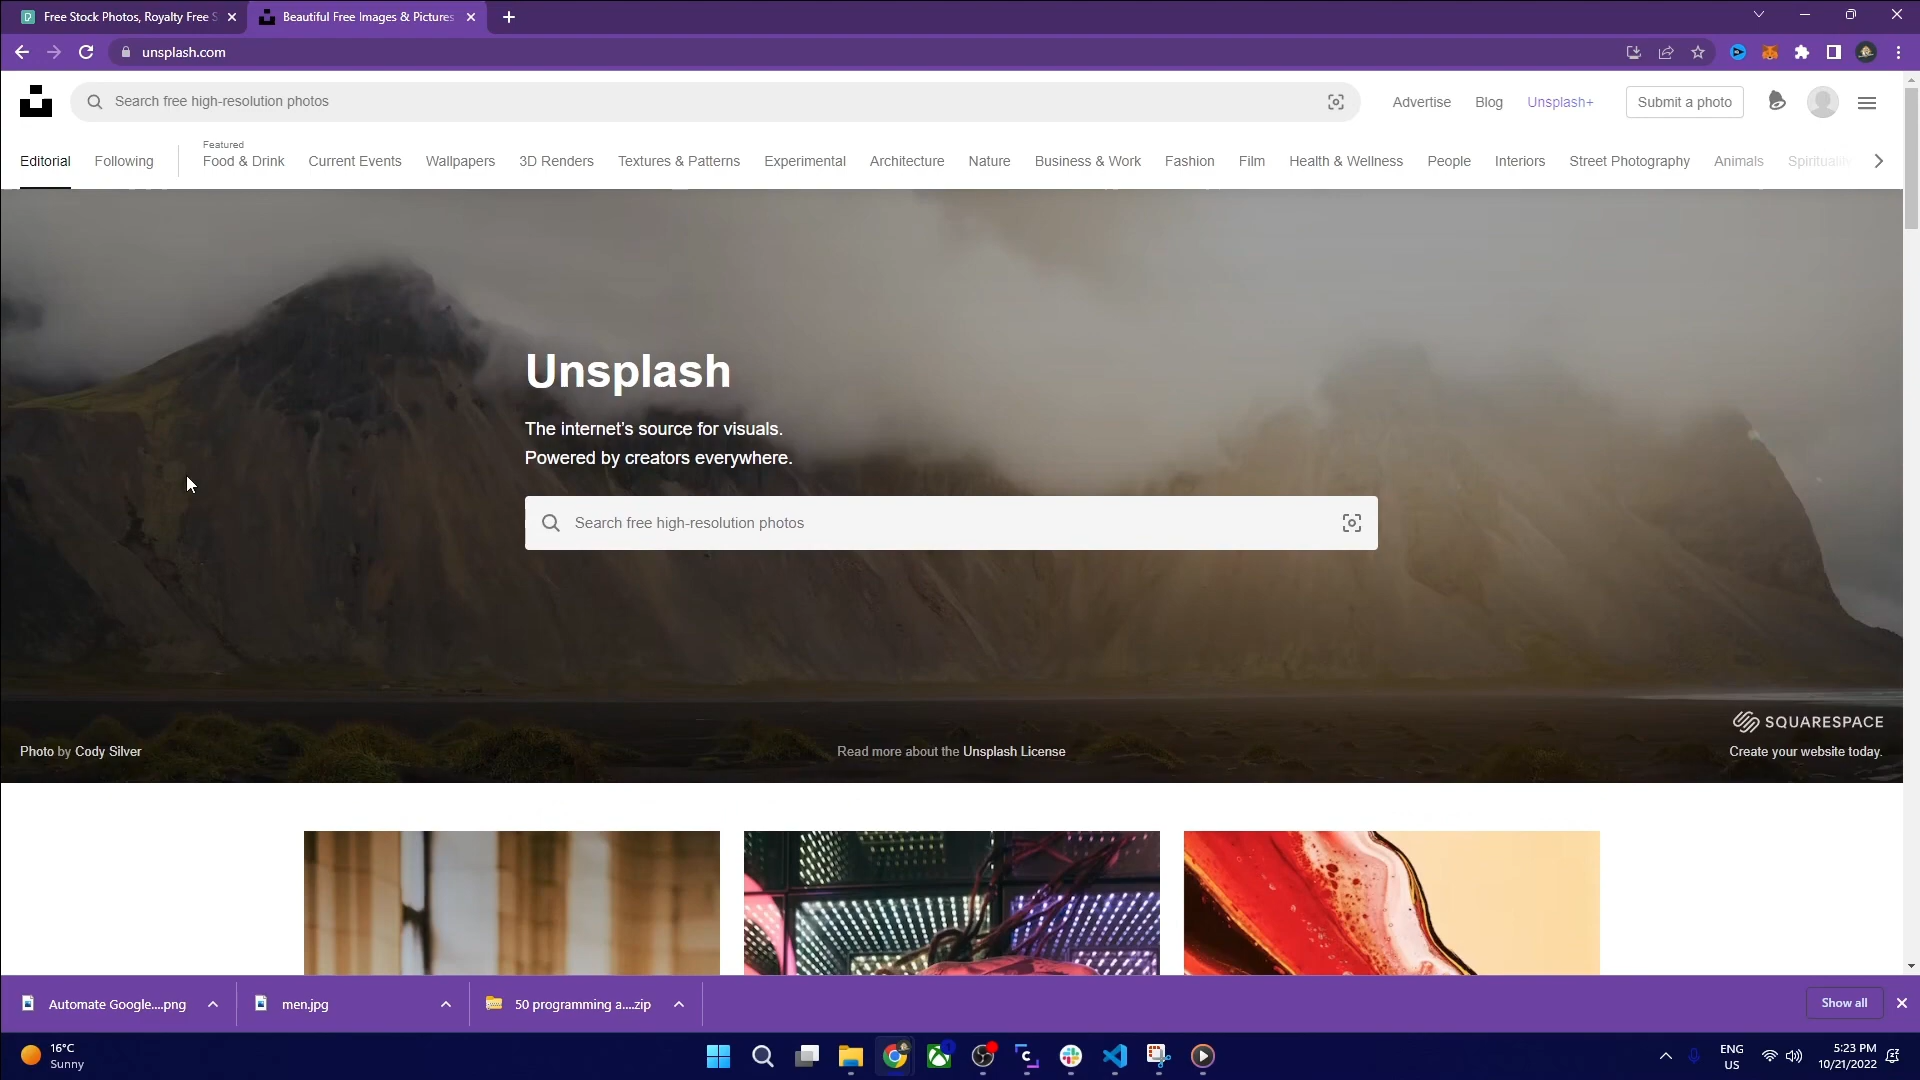 Free Stock Photos, Royalty Free S
Beautiful Free Images & Pictures
unsplash.com
Search free high-resolution photos
Advertise
Blog
Unsplash+
Submit a photo
Editorial
Following
Featured
Food & Drink
Current Events
Wallpapers
3D Renders
Textures & Patterns
Experimental
Architecture
Nature
Business & Work
Fashion
Film
Health & Wellness
People
Interiors
Street Photography
Animals
Spirituality
Unsplash
The internet's source for visuals.
Powered by creators everywhere.
Search free high-resolution photos
SQUARESPACE
Photo by Cody Silver
Read more about the Unsplash License
Create your website today.
Automate Google....png
men.jpg
50 programming a....zip
Show all
16°C
Sunny
ENG
US
5:23 PM
10/21/2022